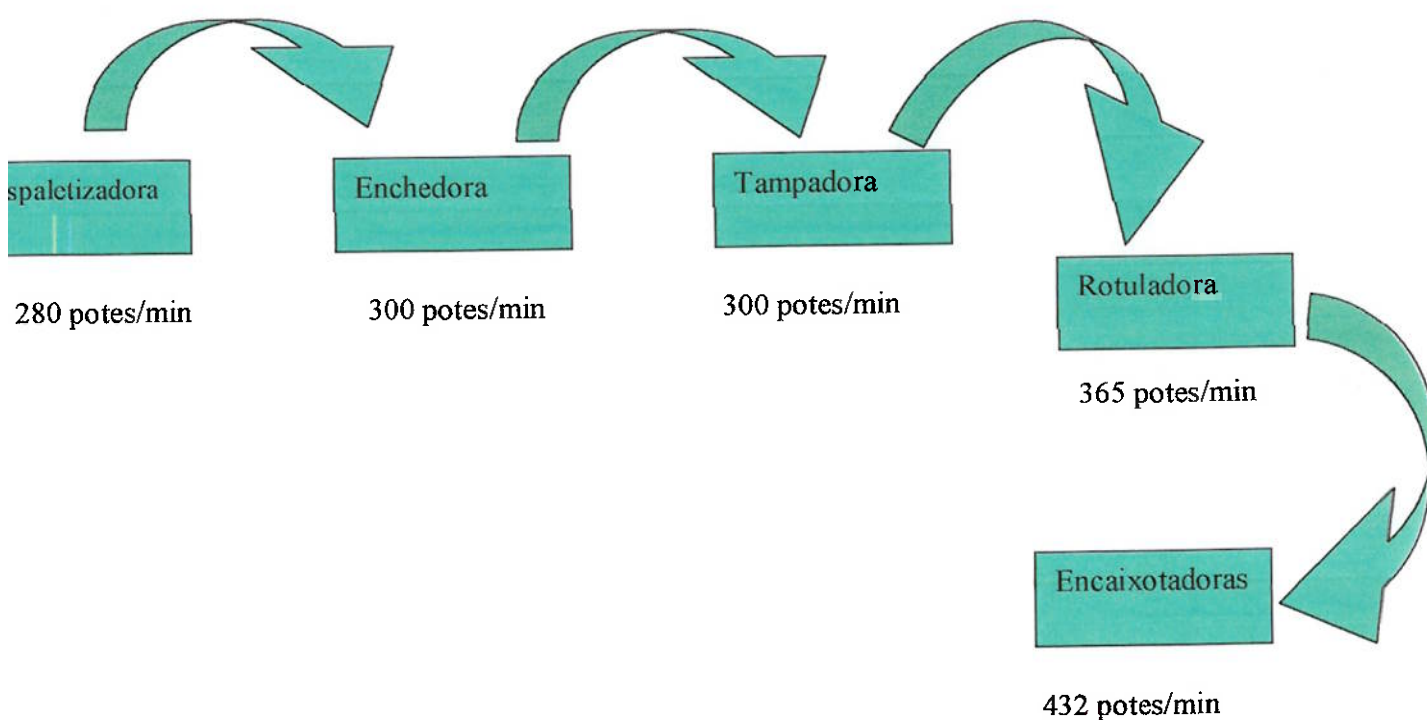 spaletizadora
Enchedora
Tampadora
280 potes/min
300 potes/min
300 potes/min
Rotuladora
365 potes/min
Encaixotadoras
432 potes/min